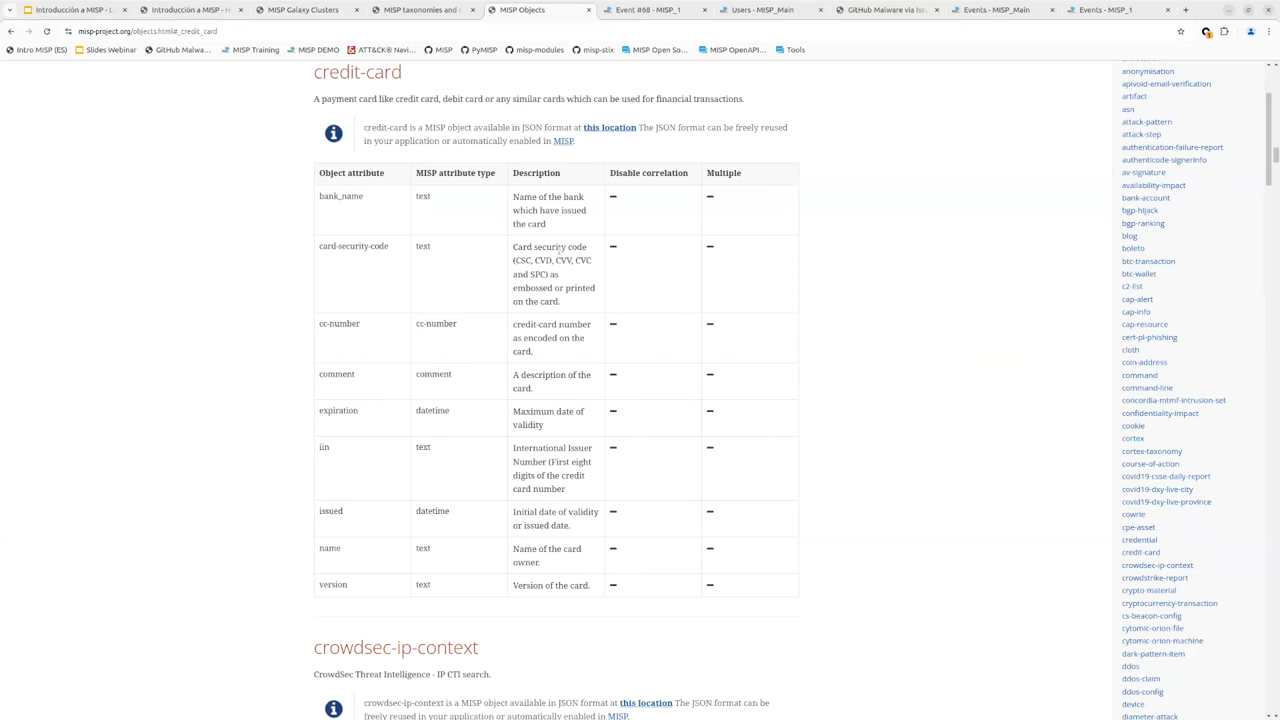 Slides Webinar - L
Introducción a MISP - H
MISP Galaxy Clusters
MISP taxonomies and c
MISP Objects
Event #68 - MISP_1
Users - MISP_Main
GitHub Malware via Iss
Events - MISP_Main
Events - MISP_1
misp-project.org/objects.html#_credit_card
Intro MISP (ES)
Slides Webinar
GitHub Malwa...
MISP Training
MISP DEMO
ATT&CK® Navi...
MISP
PyMISP
misp-modules
misp-stix
MISP Open So...
MISP OpenAPI...
Tools
credit-card
A payment card like credit card, debit card or any similar cards which can be used for financial transactions.
credit-card is a MISP object available in JSON format at this location The JSON format can be freely reused
in your application or automatically enabled in MISP.
Object attribute MISP attribute type Description Disable correlation Multiple
bank_name text Name of the bank
which have issued
the card
card-security-code text Card security code
(CSC, CVD, CVV, CVC
and SPC) as
embossed or printed
on the card.
cc-number cc-number credit-card number
as encoded on the
card.
comment comment A description of the
card.
expiration datetime Maximum date of
validity
iin text International Issuer
Number (First eight
digits of the credit
card number
issued datetime Initial date of validity
or issued date.
name text Name of the card
owner.
version text Version of the card.
crowdsec-ip-context
CrowdSec Threat Intelligence - IP CTI search.
crowdsec-ip-context is a MISP object available in JSON format at this location The JSON format can be
freely reused in your application or automatically enabled in MISP.
anonymisation
apivoid-email-verification
artifact
asn
attack-pattern
attack-step
authentication-failure-report
authenticode-signerinfo
av-signature
availability-impact
bank-account
bgp-hijack
bgp-ranking
blog
boleto
btc-transaction
btc-wallet
c2-list
cap-alert
cap-info
cap-resource
cert-pl-phishing
cloth
coin-address
command
command-line
concordia-mtmf-intrusion-set
confidentiality-impact
cookie
cortex
cortex-taxonomy
course-of-action
covid19-csse-daily-report
covid19-dxy-live-city
covid19-dxy-live-province
cowrie
cpe-asset
credential
credit-card
crowdsec-ip-context
crowdstrike-report
crypto-material
cryptocurrency-transaction
cs-beacon-config
cytomic-orion-file
cytomic-orion-machine
dark-pattern-item
ddos
ddos-claim
ddos-config
device
diameter-attack